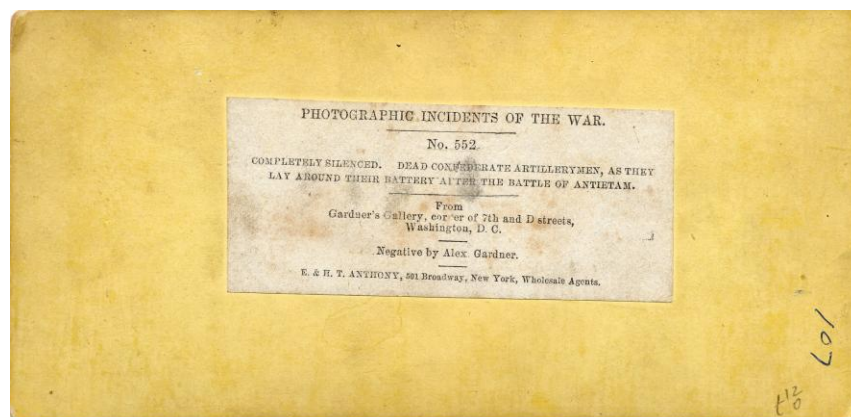 PHOTOGRAPHIC INCIDENTS OF THE WAR.
No. 552
COMPLETELY SILENCED. DEAD CONFEDERATE ARTILLERYMEN, AS THEY
LAY AROUND THEIR BATTERY AFTER THE BATTLE OF ANTIETAM.
From
Gardner's Gallery, corner of 7th and D streets,
Washington, D. C.
Negative by Alex. Gardner.
E. & H. T. ANTHONY, 501 Broadway, New York, Wholesale Agents.
107